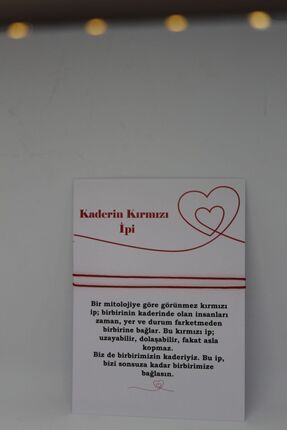 Kaderin Kırmızı
İpi
Bir mitolojiye göre görünmez kırmızı
ip; birbirinin kaderinde olan insanları
zaman, yer ve durum farketmeden
birbirine bağlar. Bu kırmızı ip;
uzayabilir, dolaşabilir, fakat asla
kopmaz.
Biz de birbirimizin kaderiyiz. Bu ip,
bizi sonsuza kadar birbirimize
bağlasın.